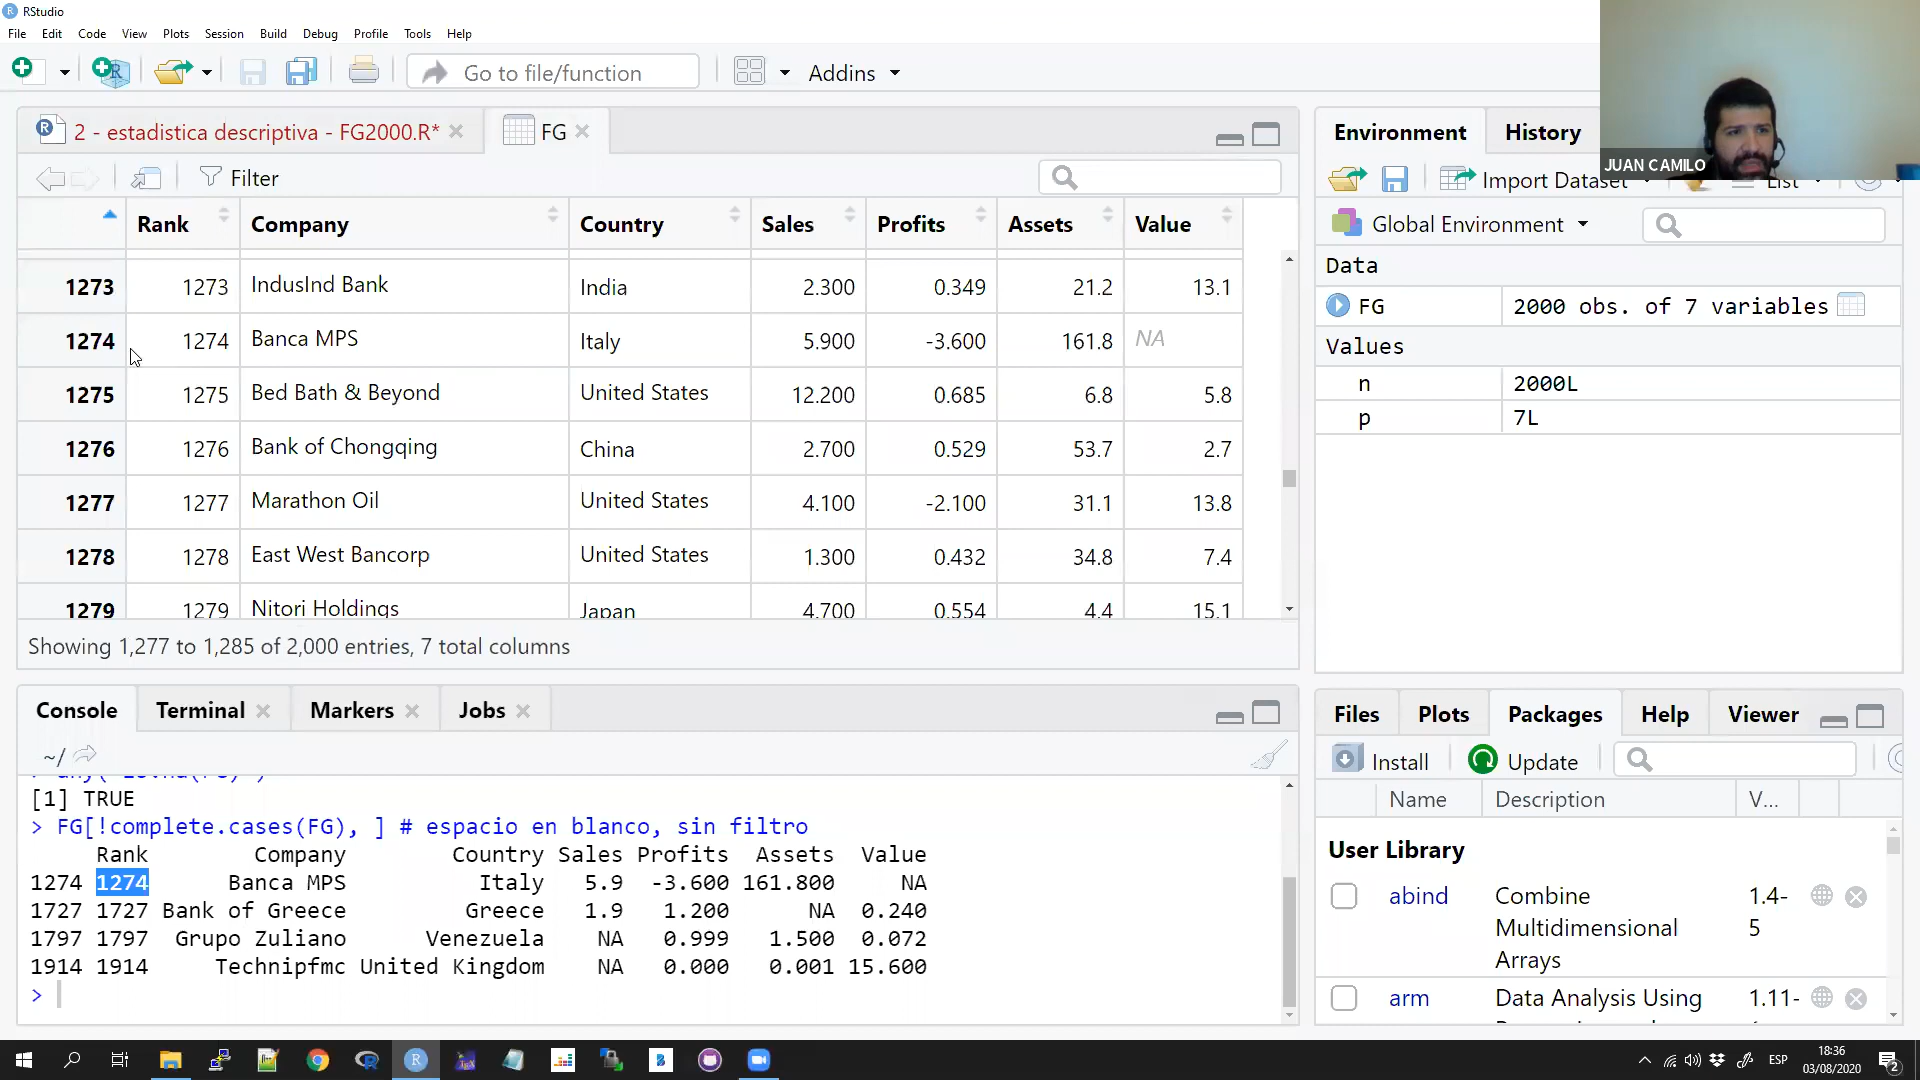 RStudio
File Edit Code View Plots Session Build Debug Profile Tools Help
Go to file/function Addins
2 - estadistica descriptiva - FG2000.R* FG
Filter
Rank Company Country Sales Profits Assets Value
1273 1273 IndusInd Bank India 2.300 0.349 21.2 13.1
1274 1274 Banca MPS Italy 5.900 -3.600 161.8 NA
1275 1275 Bed Bath & Beyond United States 12.200 0.685 6.8 5.8
1276 1276 Bank of Chongqing China 2.700 0.529 53.7 2.7
1277 1277 Marathon Oil United States 4.100 -2.100 31.1 13.8
1278 1278 East West Bancorp United States 1.300 0.432 34.8 7.4
1279 1279 Nitori Holdings Japan 4.700 0.554 4.4 15.1
Showing 1,277 to 1,285 of 2,000 entries, 7 total columns
Console Terminal Markers Jobs
~/
[1] TRUE
> FG[!complete.cases(FG), ] # espacio en blanco, sin filtro
Rank Company Country Sales Profits Assets Value
1274 1274 Banca MPS Italy 5.9 -3.600 161.800 NA
1727 1727 Bank of Greece Greece 1.9 1.200 NA 0.240
1797 1797 Grupo Zuliano Venezuela NA 0.999 1.500 0.072
1914 1914 Technipfmc United Kingdom NA 0.000 0.001 15.600
>
JUAN CAMILO
Environment History
Import Dataset List
Global Environment
Data
FG 2000 obs. of 7 variables
Values
n 2000L
p 7L
Files Plots Packages Help Viewer
Install Update
Name Description V...
User Library
abind Combine Multidimensional Arrays 1.4-5
arm Data Analysis Using 1.11-
ESP
18:36
03/08/2020
2